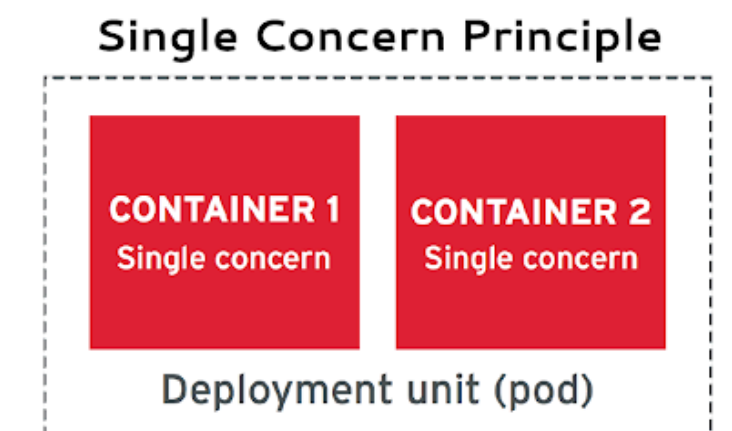 Single Concern Principle
CONTAINER 1
Single concern
CONTAINER 2
Single concern
Deployment unit (pod)